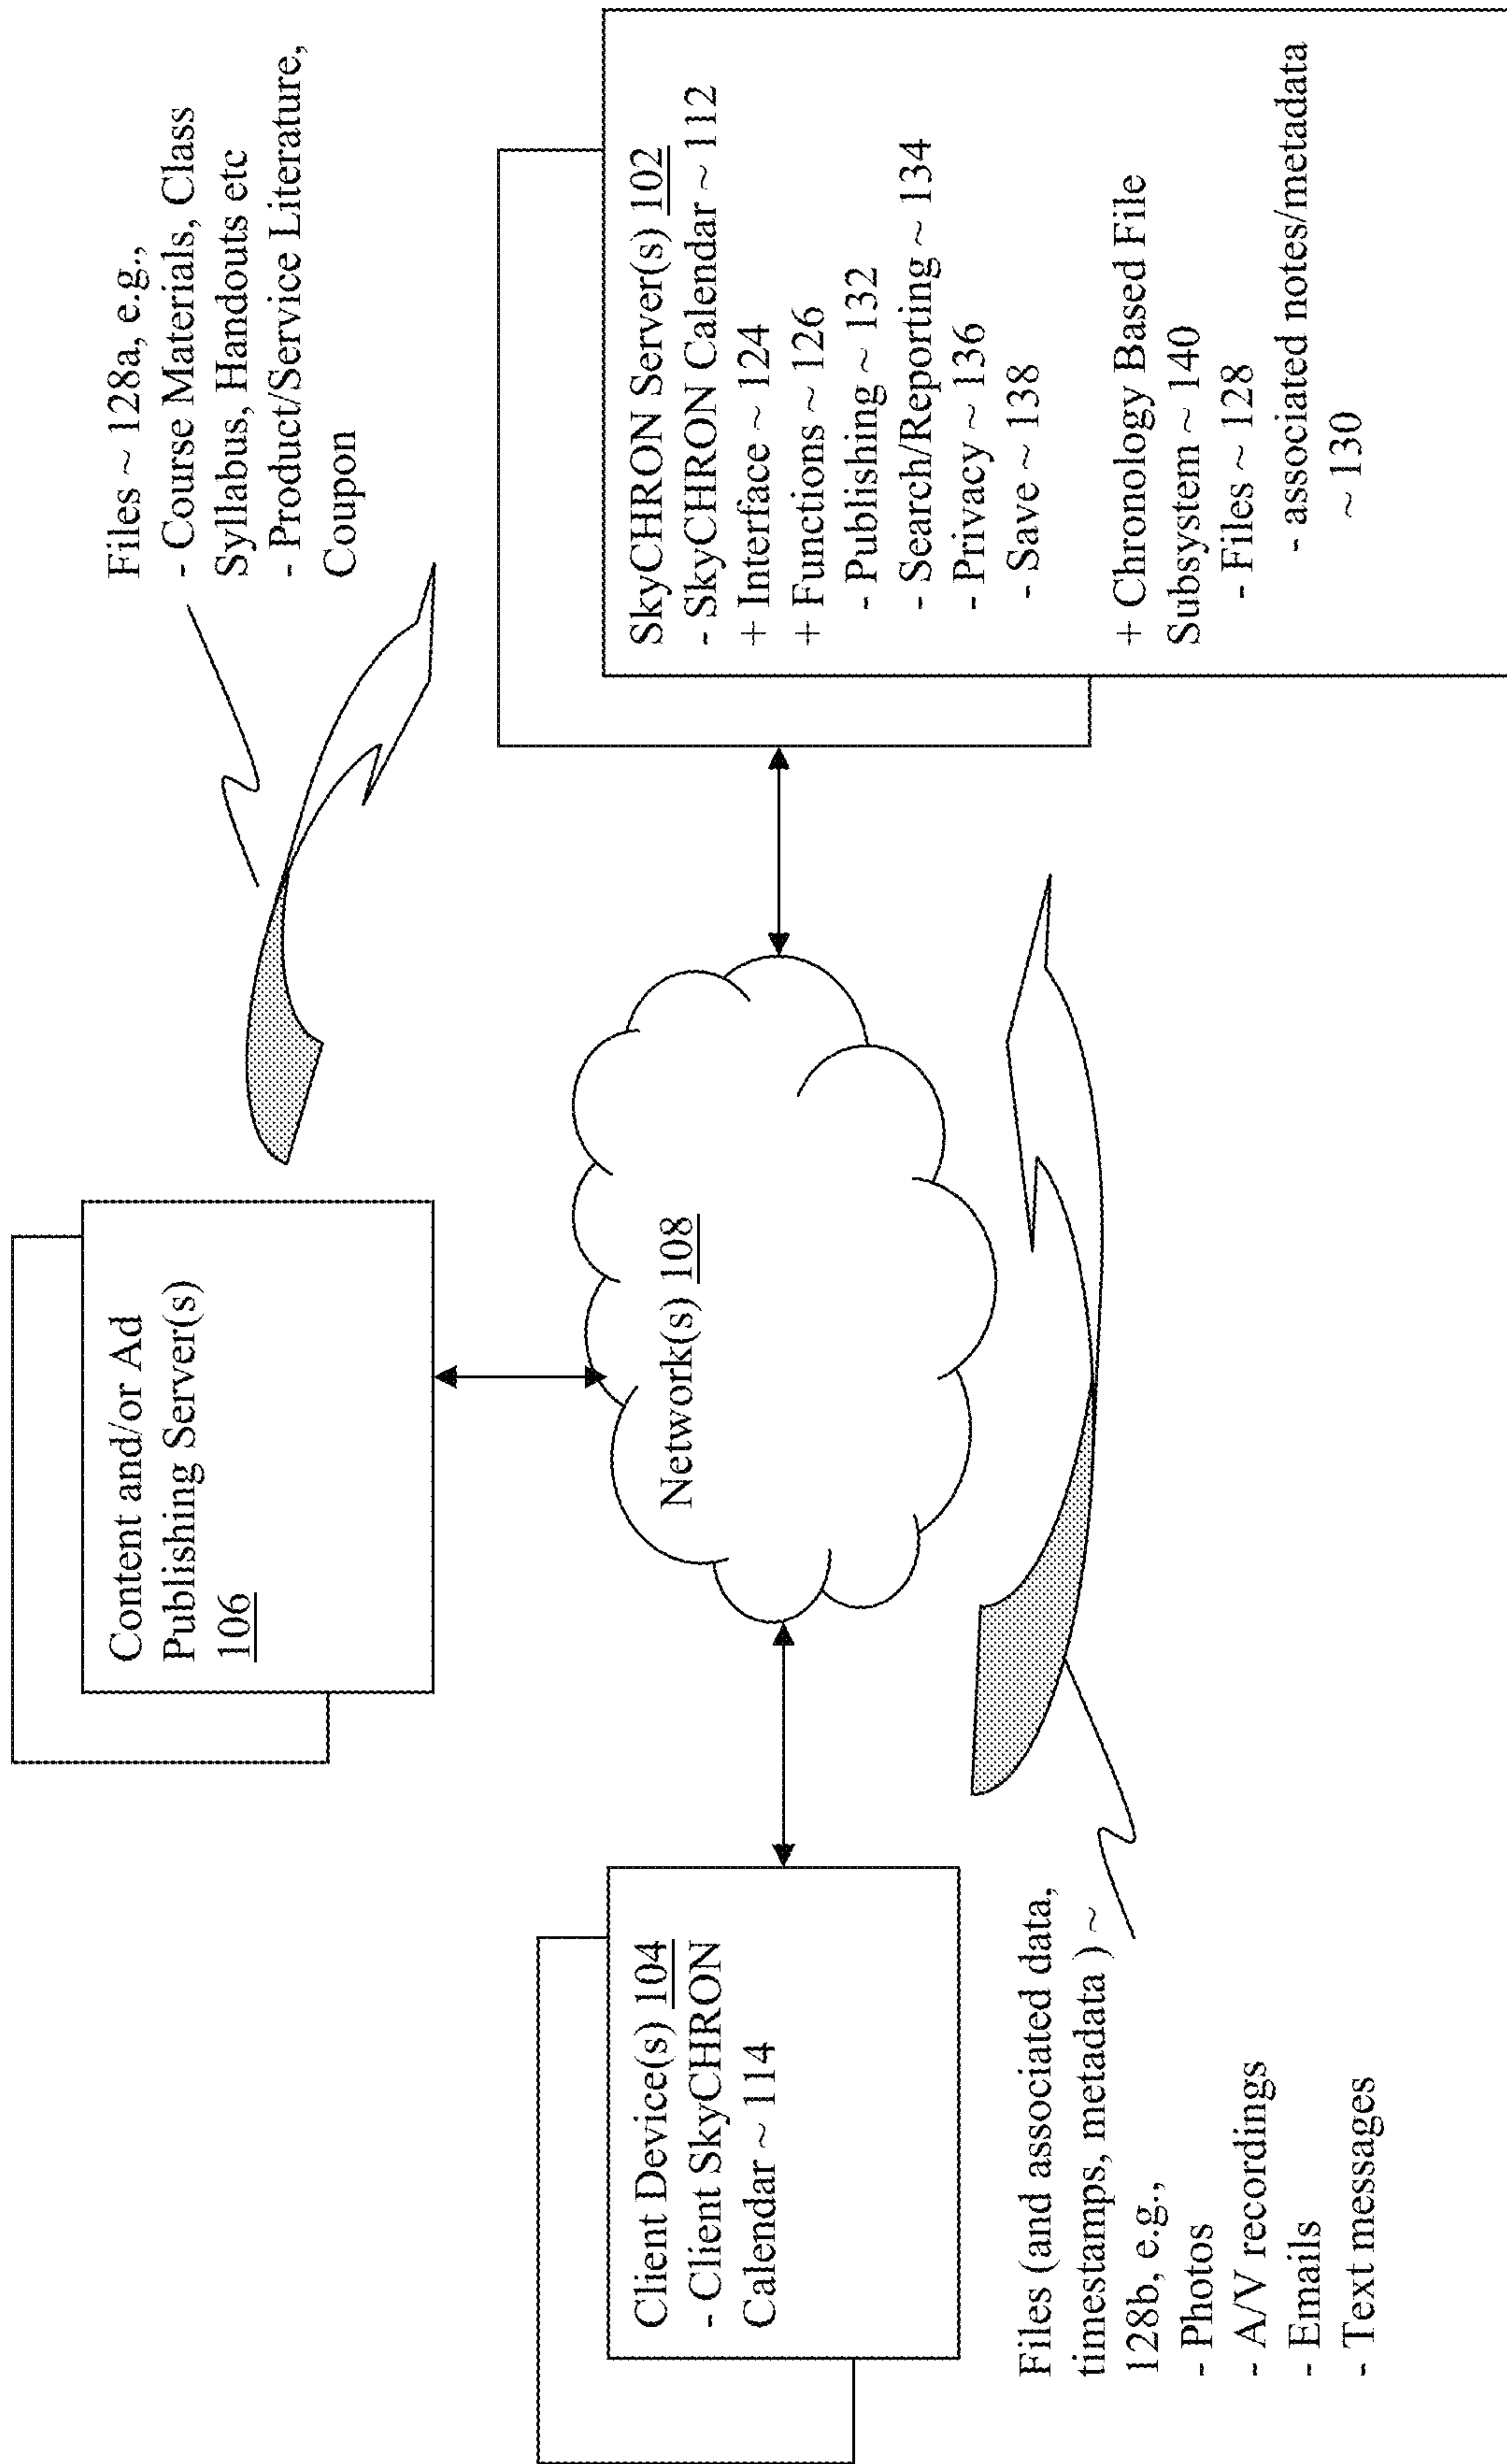 Content and/or Ad
Publishing Server(s)
106
Files ~ 128a, e.g.,
- Course Materials, Class
Syllabus, Handouts etc
- Product/Service Literature,
Coupon
Client Device(s) 104
- Client SkyCHRON
Calendar ~ 114
Network(s) 108
SkyCHRON Server(s) 102
- SkyCHRON Calendar ~ 112
+ Interface ~ 124
+ Functions ~ 126
- Publishing ~ 132
- Search/Reporting ~ 134
- Privacy ~ 136
- Save ~ 138
+ Chronology Based File
Subsystem ~ 140
- Files ~ 128
- associated notes/metadata
~ 130
Files (and associated data,
timestamps, metadata ) ~
128b, e.g.,
- Photos
- A/V recordings
- Emails
- Text messages